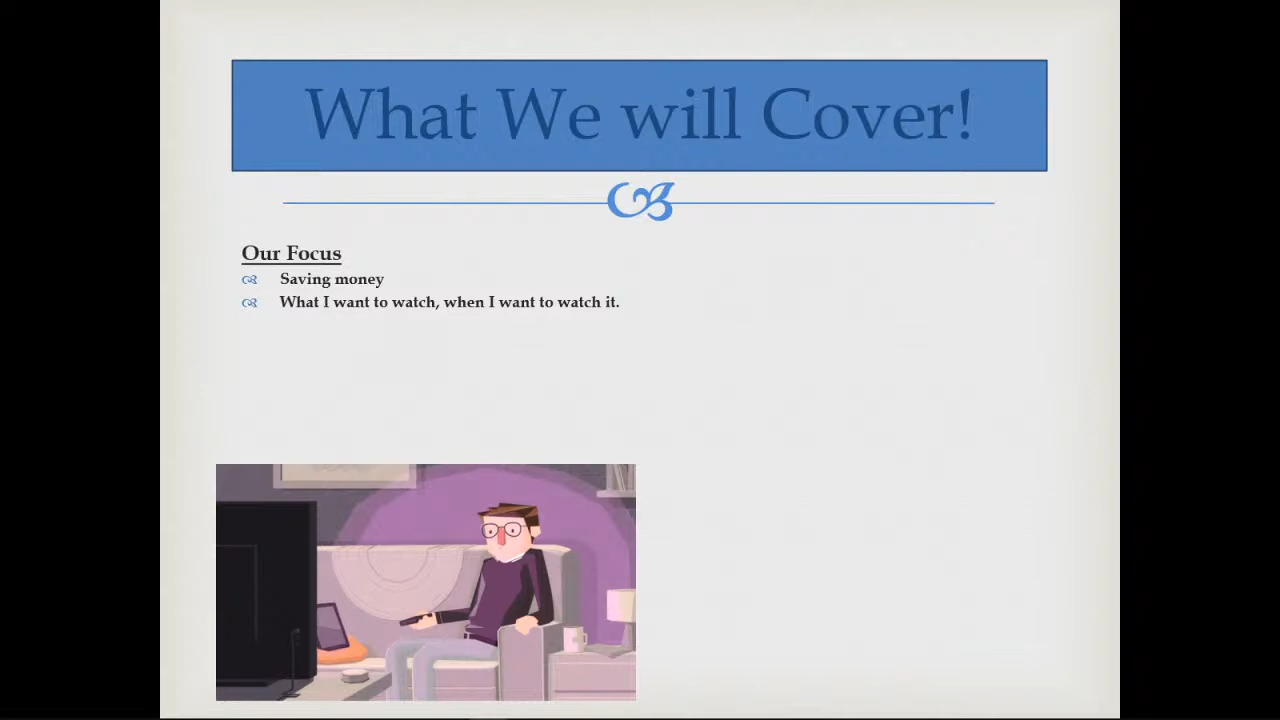 What We will Cover!
Our Focus
Saving money
What I want to watch, when I want to watch it.